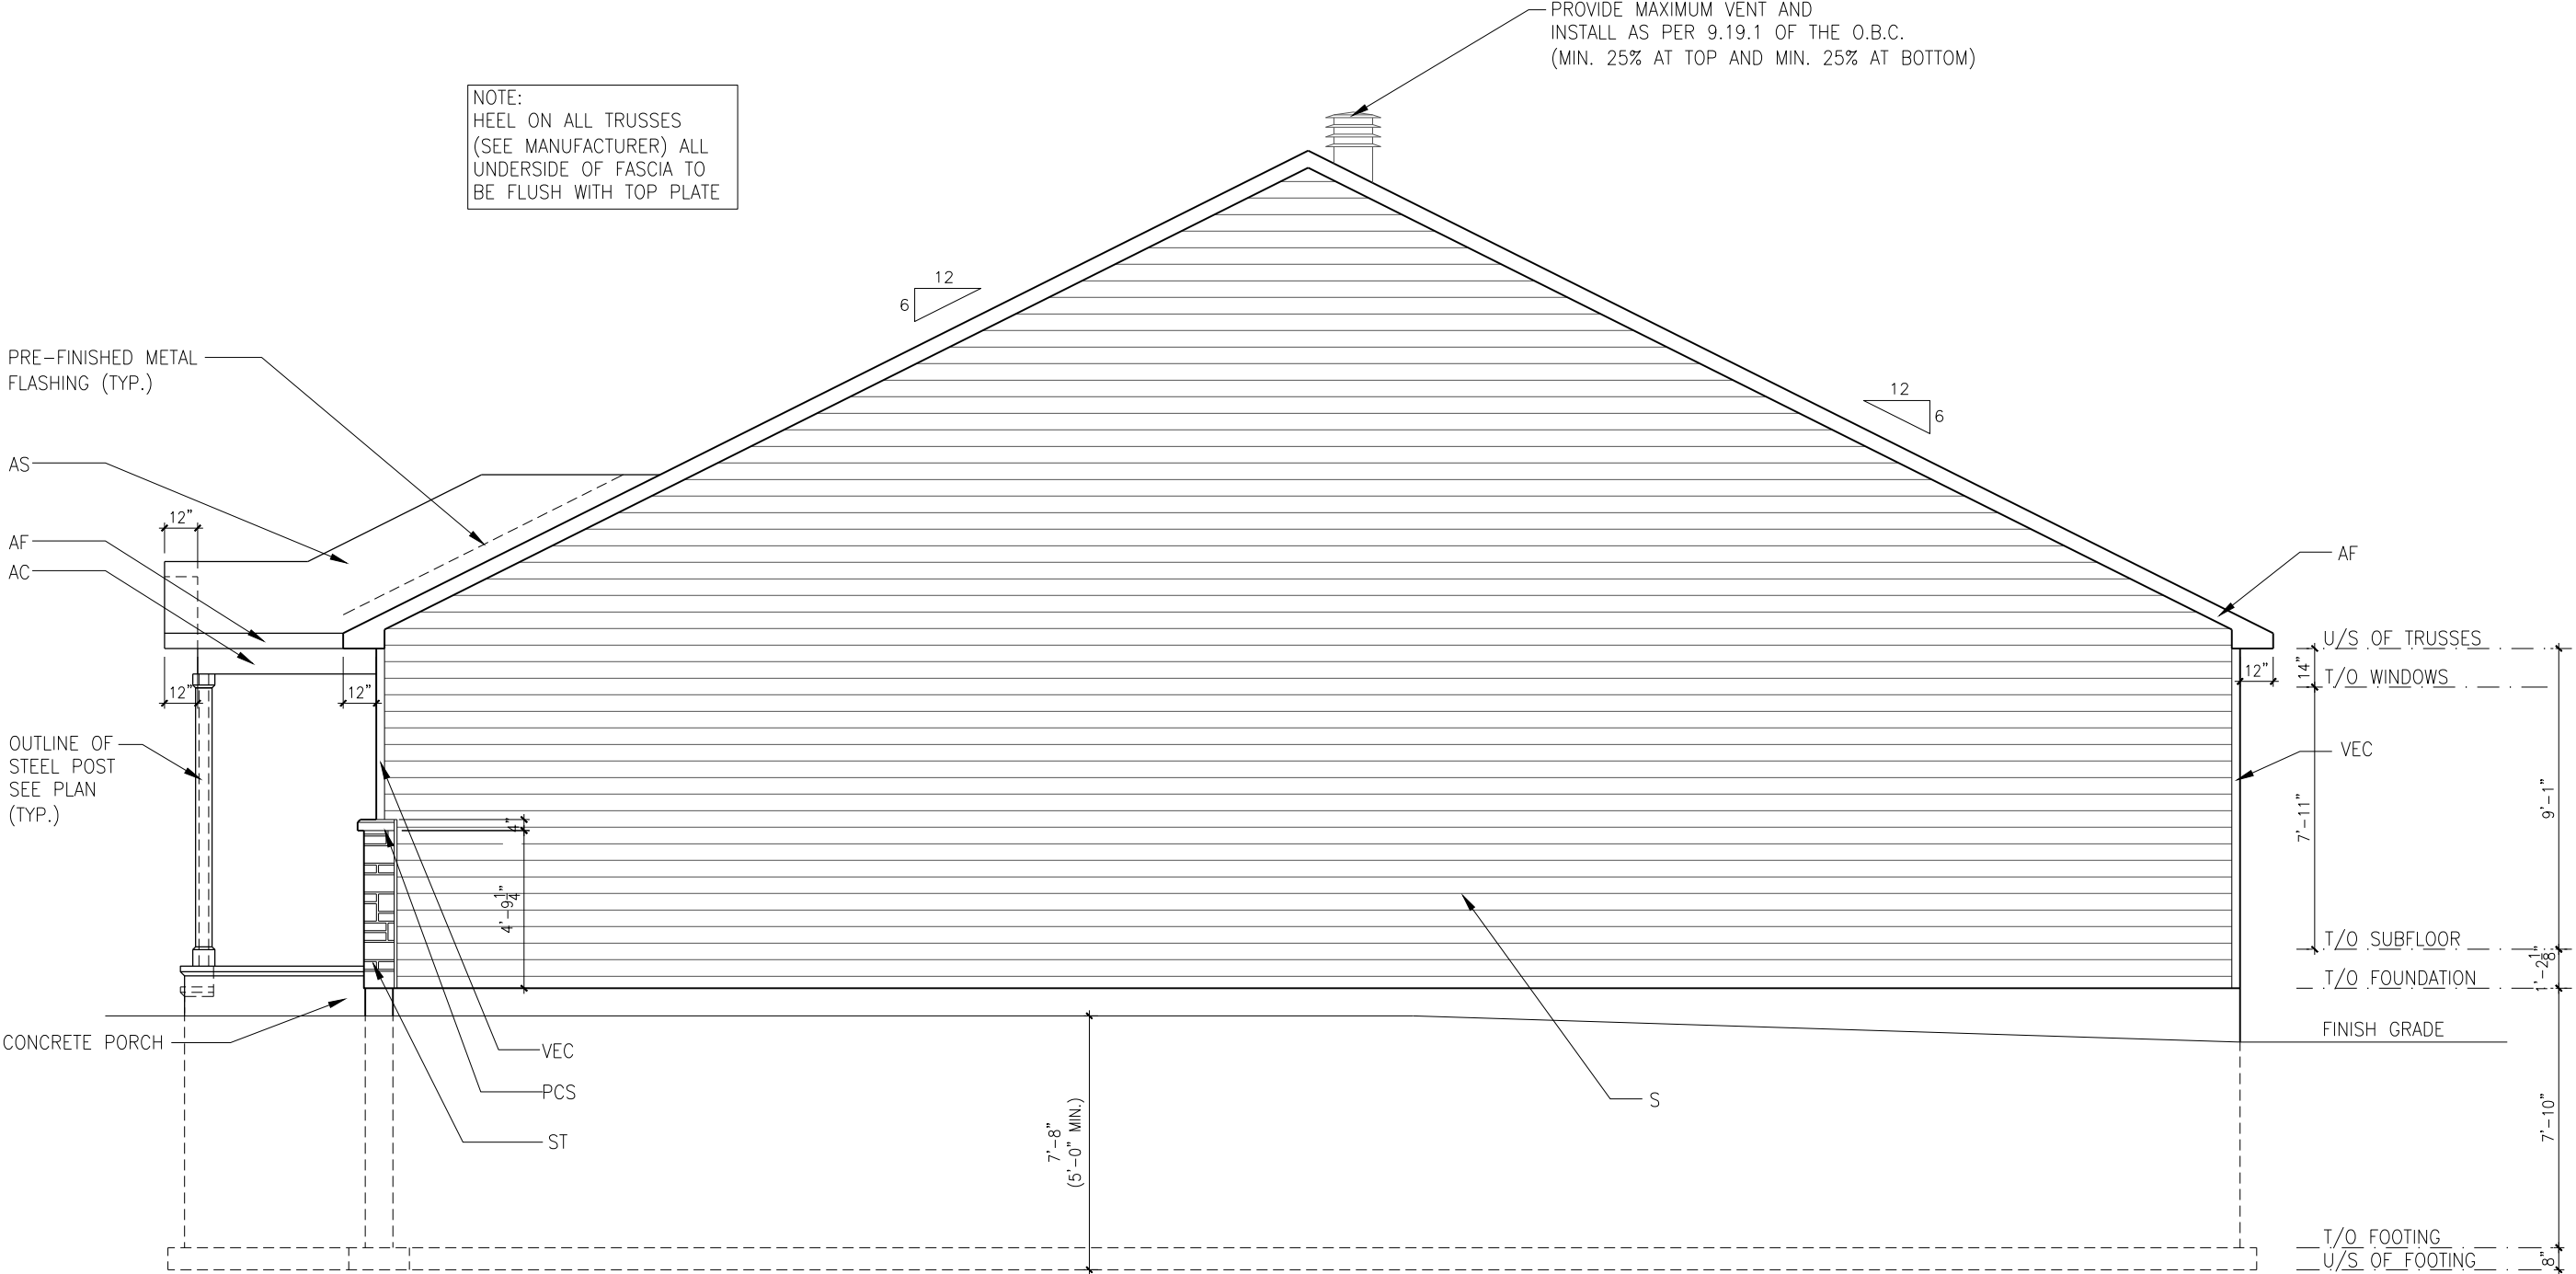 PROVIDE MAXIMUM VENT AND
INSTALL AS PER 9.19.1 OF THE O.B.C.
(MIN. 25% AT TOP AND MIN. 25% AT BOTTOM)
NOTE:
HEEL ON ALL TRUSSES
(SEE MANUFACTURER) ALL
UNDERSIDE OF FASCIA TO
BE FLUSH WITH TOP PLATE
12
6
12
6
PRE-FINISHED METAL
FLASHING (TYP.)
AS
12"
AF
AC
12"
12"
OUTLINE OF
STEEL POST
SEE PLAN
(TYP.)
4"
4'-9 1/4"
CONCRETE PORCH
VEC
PCS
ST
7'-8"
(5'-0" MIN.)
S
AF
12"
VEC
U/S OF TRUSSES
14"
T/O WINDOWS
7'-11"
9'-1"
T/O SUBFLOOR
1'-2 1/8"
T/O FOUNDATION
FINISH GRADE
7'-10"
T/O FOOTING
U/S OF FOOTING
8"